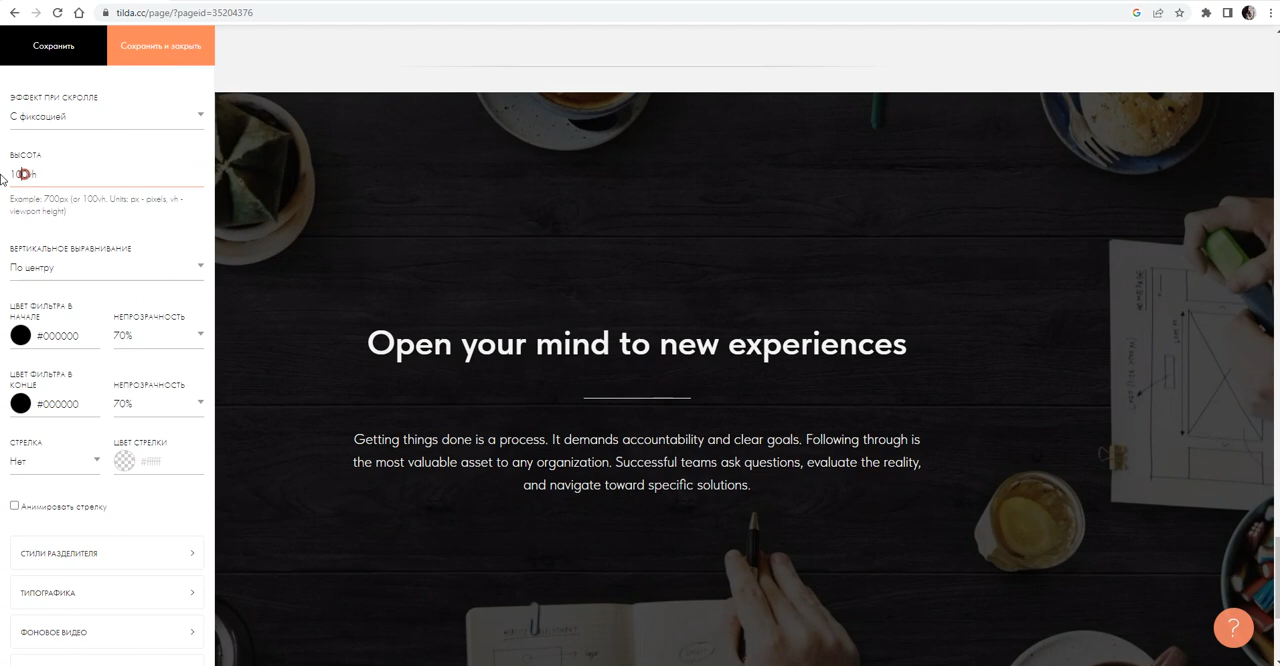 tilda.cc/page/?pageid=35204376
Сохранить
Сохранить и закрыть
ЭФФЕКТ ПРИ СКРОЛЛЕ
С фиксацией
ВЫСОТА
100vh
Example: 700px (or 100vh. Units: px - pixels, vh -
viewport height)
ВЕРТИКАЛЬНОЕ ВЫРАВНИВАНИЕ
По центру
ЦВЕТ ФИЛЬТРА В
НАЧАЛЕ
НЕПРОЗРАЧНОСТЬ
#000000
70%
ЦВЕТ ФИЛЬТРА В
КОНЦЕ
НЕПРОЗРАЧНОСТЬ
#000000
70%
СТРЕЛКА
ЦВЕТ СТРЕЛКИ
Нет
#ffffff
Анимировать стрелку
СТИЛИ РАЗДЕЛИТЕЛЯ
ТИПОГРАФИКА
ФОНОВОЕ ВИДЕО
Open your mind to new experiences
Getting things done is a process. It demands accountability and clear goals. Following through is
the most valuable asset to any organization. Successful teams ask questions, evaluate the reality,
and navigate toward specific solutions.
?